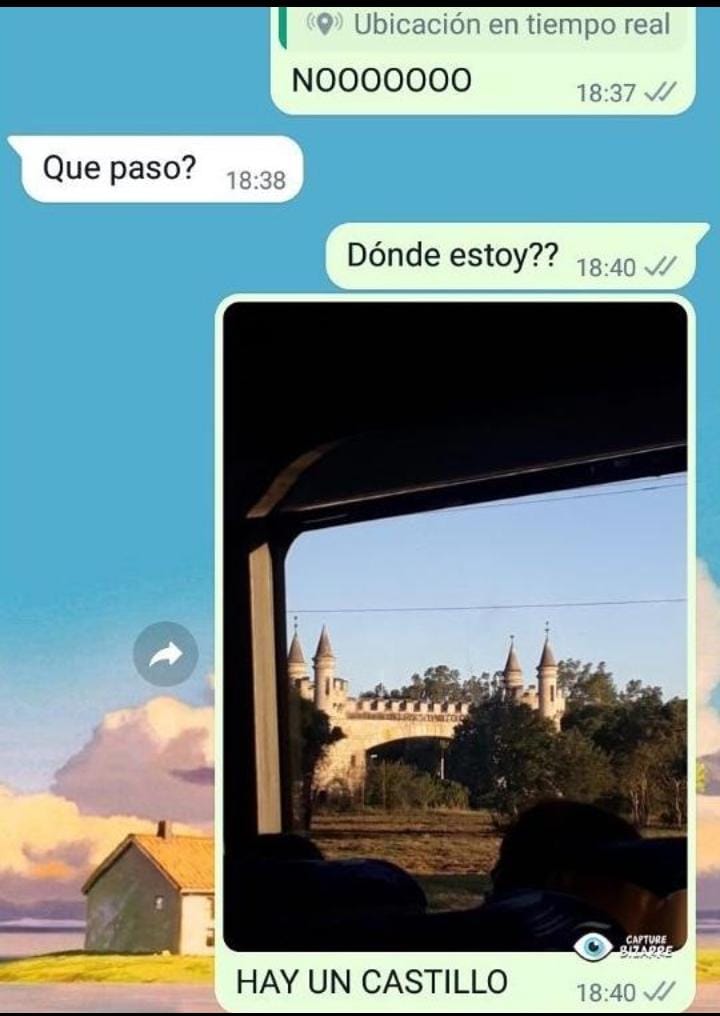 Ubicación en tiempo real
NOOOOOOO
18:37
Que paso?
18:38
Dónde estoy??
18:40
CAPTURE
BIZARRE
HAY UN CASTILLO
18:40